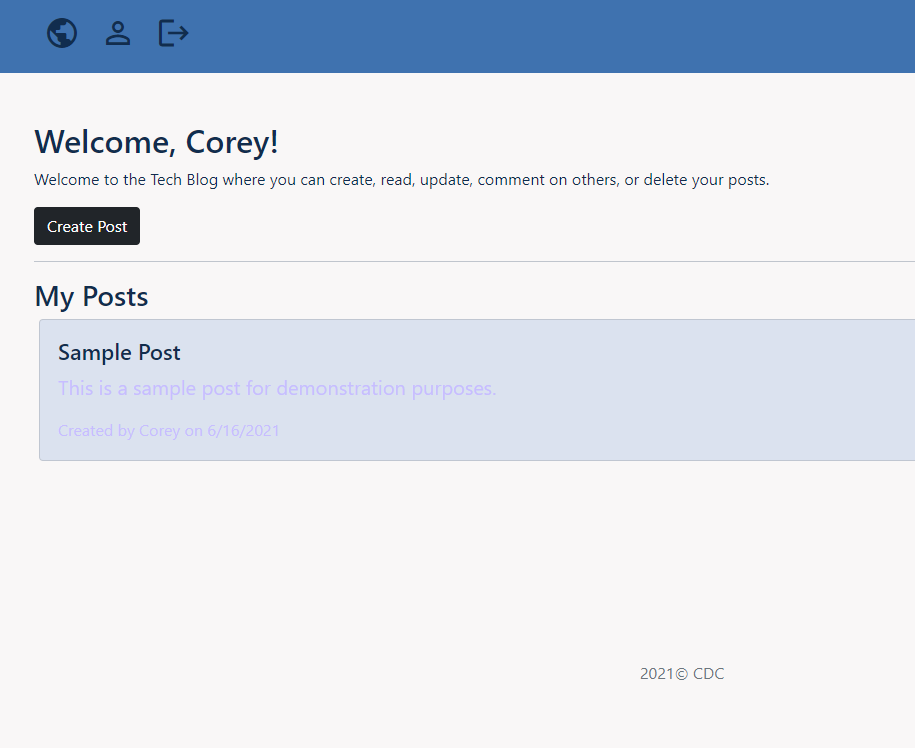 Welcome, Corey!
Welcome to the Tech Blog where you can create, read, update, comment on others, or delete your posts.
Create Post
My Posts
Sample Post
This is a sample post for demonstration purposes.
Created by Corey on 6/16/2021
2021© CDC